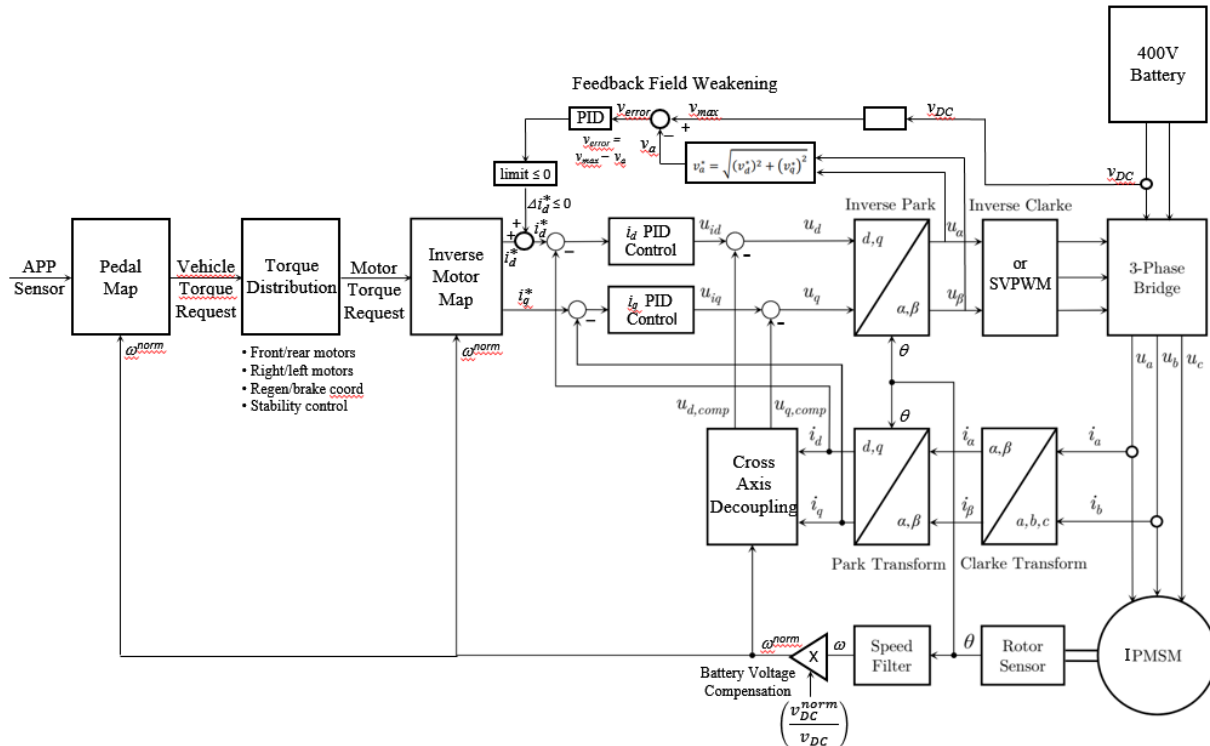 400V
Battery
Feedback Field Weakening
PID
v_error
v_max
v_DC
+
−
v_error =
v_max − v_a
v_a
v_a^* = √((v_d^*)^2 + (v_q^*)^2)
v_DC
limit ≤ 0
Δi_d^* ≤ 0
Inverse Park
Inverse Clarke
APP
Sensor
Pedal
Map
Vehicle
Torque
Request
Torque
Distribution
Motor
Torque
Request
Inverse
Motor
Map
+
+
i_d^*
i_d^*
−
i_d PID
Control
u_id
-
u_d
d,q
α,β
u_α
u_β
or
SVPWM
3-Phase
Bridge
i_q^*
−
i_q PID
Control
u_iq
-
u_q
ω^norm
ω^norm
• Front/rear motors
• Right/left motors
• Regen/brake coord
• Stability control
θ
θ
u_a
u_b
u_c
u_d,comp
u_q,comp
Cross
Axis
Decoupling
i_d
i_q
d,q
α,β
i_α
i_β
α,β
a,b,c
i_a
i_b
Park Transform
Clarke Transform
ω^norm
X
ω
Speed
Filter
θ
Rotor
Sensor
IPMSM
Battery Voltage
Compensation
(v_DC^norm / v_DC)